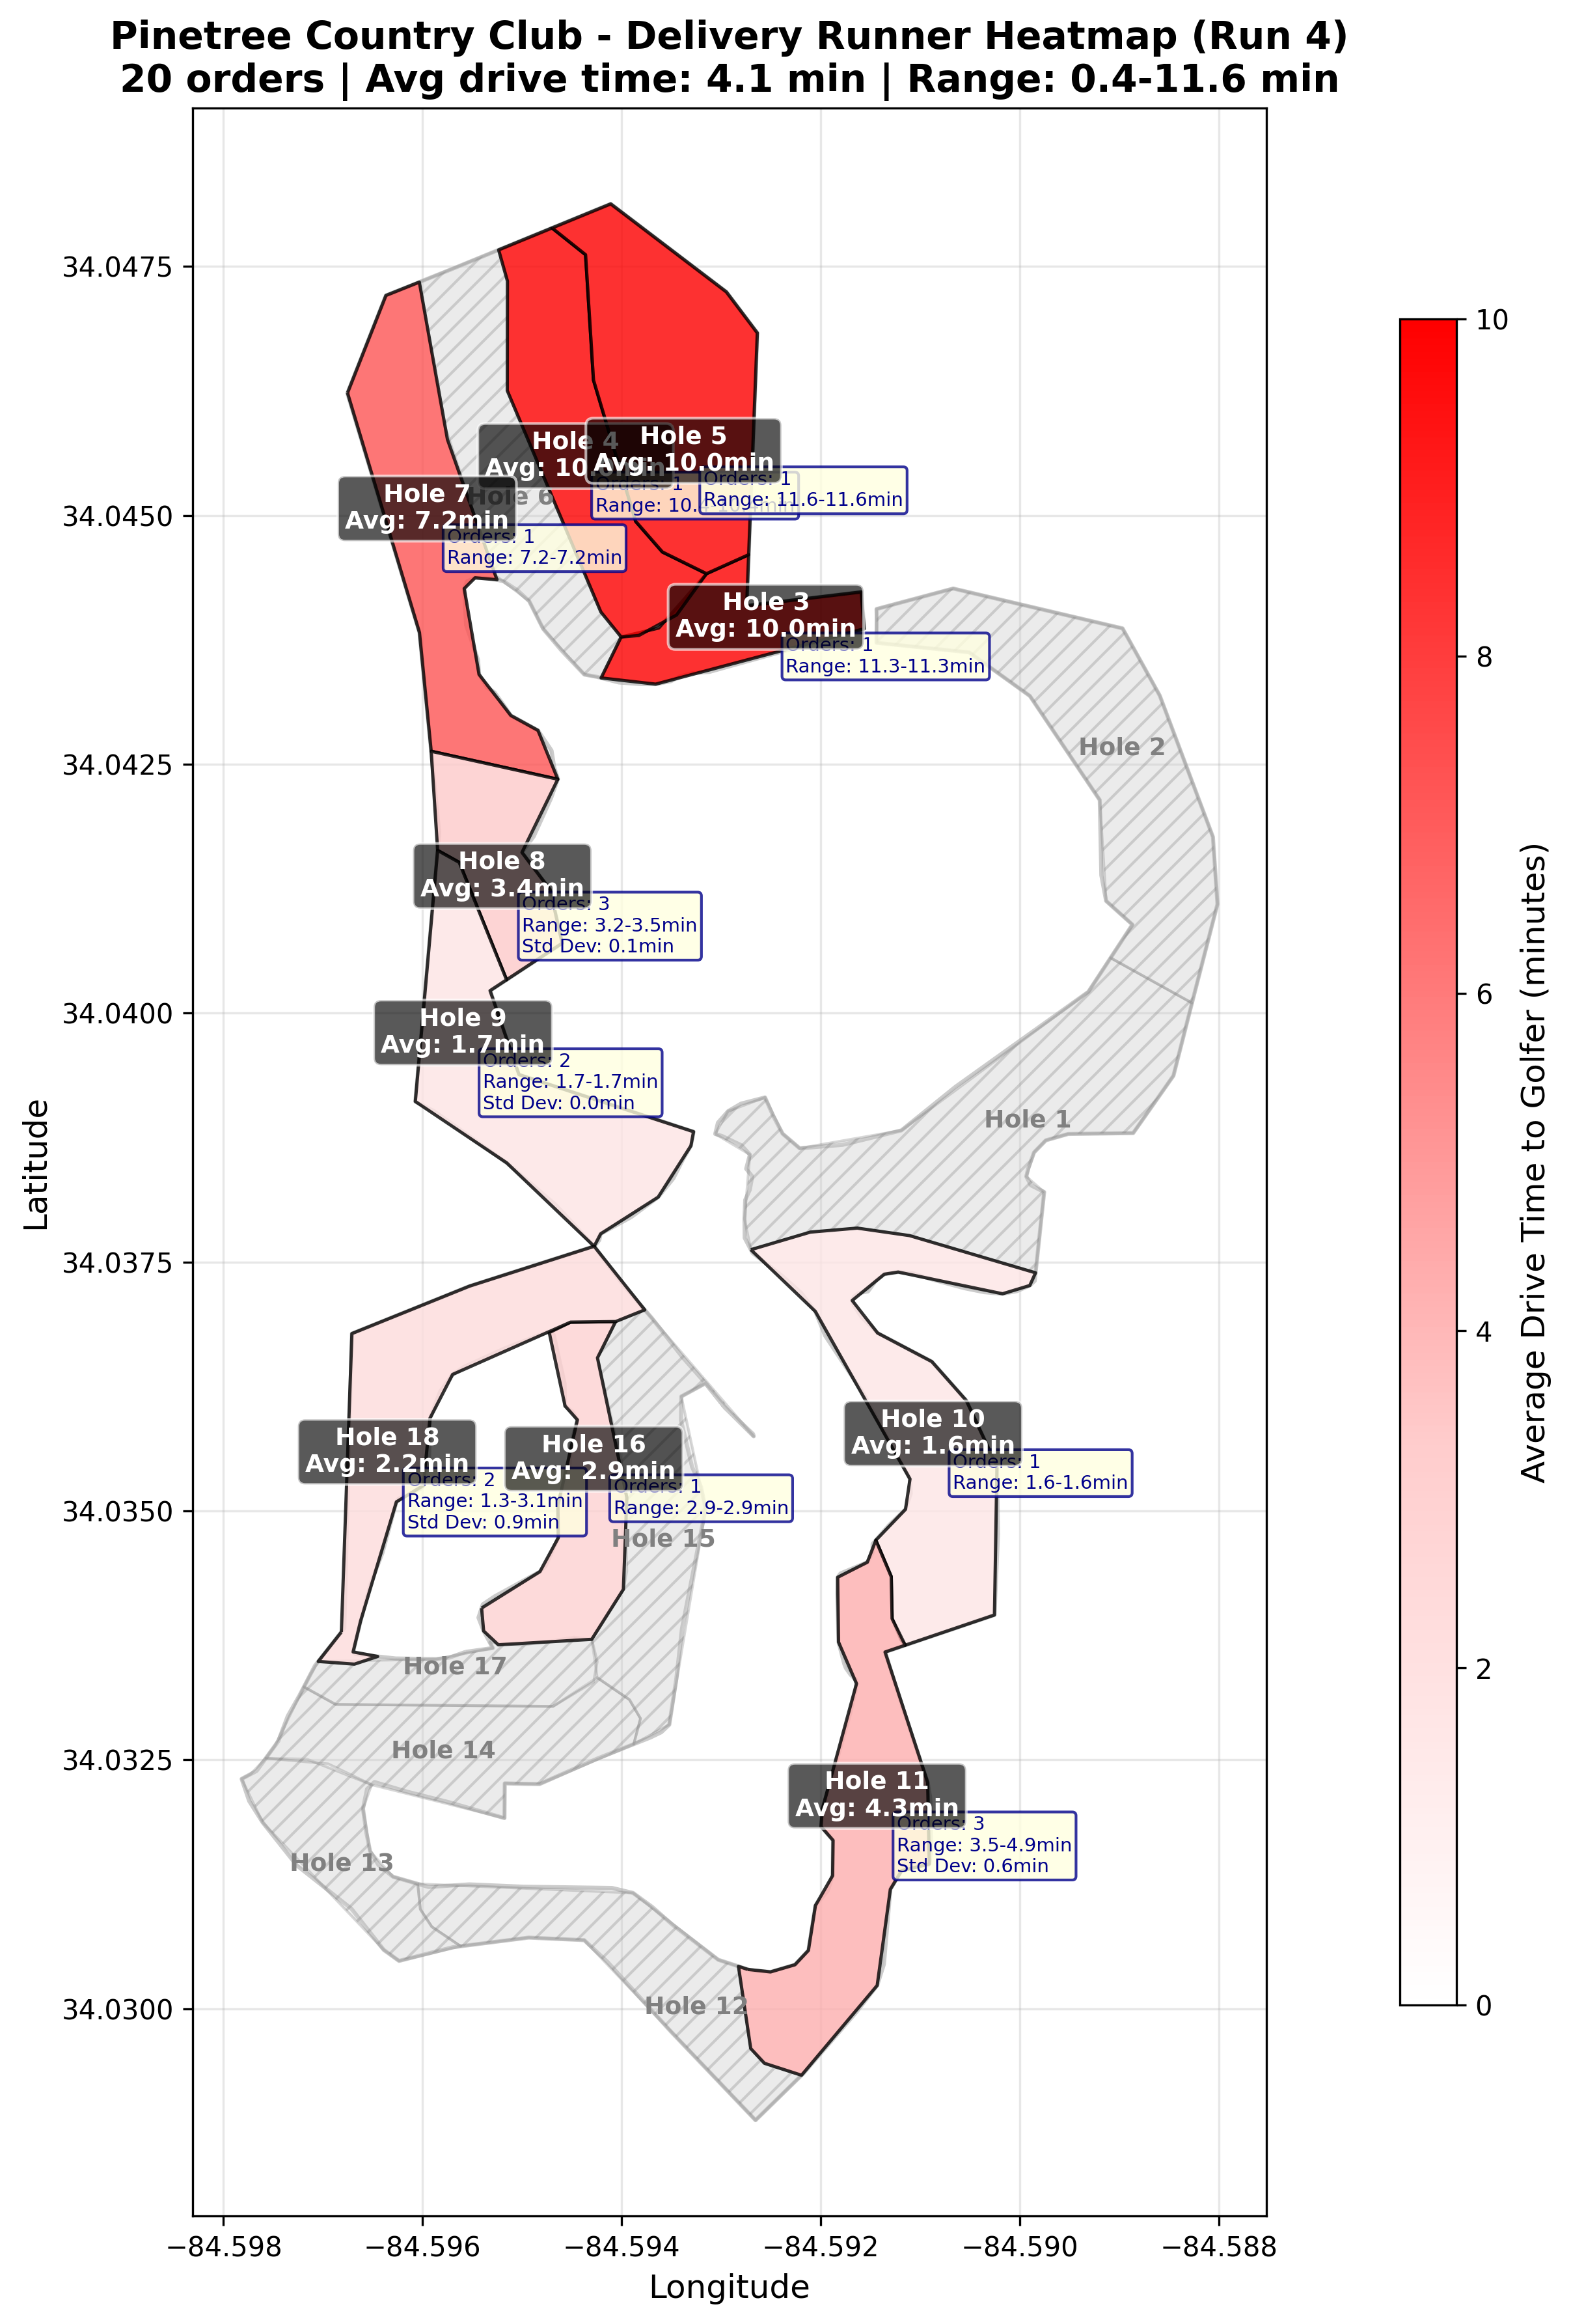 Pinetree Country Club - Delivery Runner Heatmap (Run 4)
20 orders | Avg drive time: 4.1 min | Range: 0.4-11.6 min
34.0475
34.0450
34.0425
34.0400
34.0375
34.0350
34.0325
34.0300
Latitude
Hole 4
Avg:
Hole 5
Avg: 10.0min
Orders: 1
Range: 11.6-11.6min
Orders: 1
Range:
Hole 6
Hole 7
Avg: 7.2min
Orders: 1
Range: 7.2-7.2min
Hole 3
Avg: 10.0min
Orders: 1
Range: 11.3-11.3min
Hole 2
Hole 8
Avg: 3.4min
Orders: 3
Range: 3.2-3.5min
Std Dev: 0.1min
Hole 9
Avg: 1.7min
Orders: 2
Range: 1.7-1.7min
Std Dev: 0.0min
Hole 1
Hole 10
Avg: 1.6min
Orders: 1
Range: 1.6-1.6min
Hole 18
Avg: 2.2min
Orders: 2
Range: 1.3-3.1min
Std Dev: 0.9min
Hole 16
Avg: 2.9min
Orders: 1
Range: 2.9-2.9min
Hole 15
Hole 17
Hole 14
Hole 11
Avg: 4.3min
Orders: 3
Range: 3.5-4.9min
Std Dev: 0.6min
Hole 13
Hole 12
−84.598
−84.596
−84.594
−84.592
−84.590
−84.588
Longitude
10
8
6
4
2
0
Average Drive Time to Golfer (minutes)